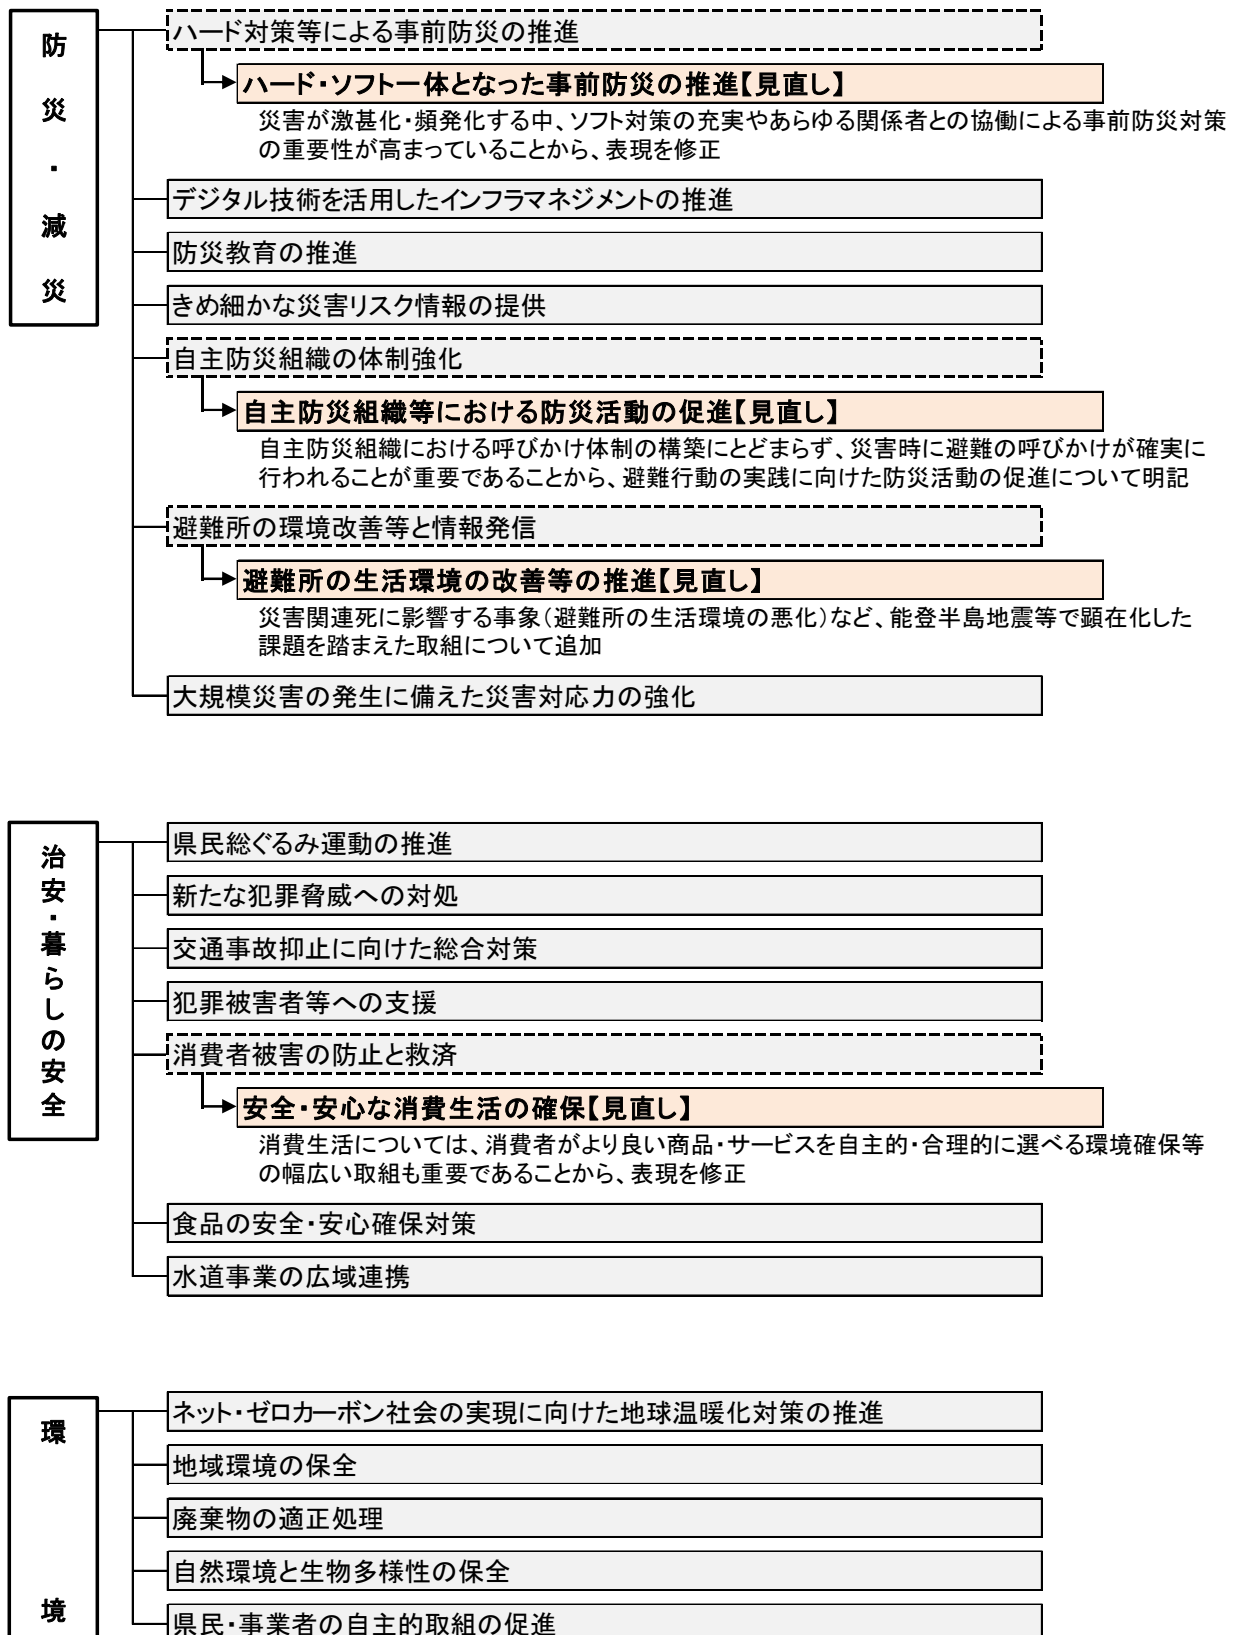 防災・減災
ハード対策等による事前防災の推進
ハード・ソフト一体となった事前防災の推進【見直し】
災害が激甚化・頻発化する中、ソフト対策の充実やあらゆる関係者との協働による事前防災対策
の重要性が高まっていることから、表現を修正
デジタル技術を活用したインフラマネジメントの推進
防災教育の推進
きめ細かな災害リスク情報の提供
自主防災組織の体制強化
自主防災組織等における防災活動の促進【見直し】
自主防災組織における呼びかけ体制の構築にとどまらず、災害時に避難の呼びかけが確実に
行われることが重要であることから、避難行動の実践に向けた防災活動の促進について明記
避難所の環境改善等と情報発信
避難所の生活環境の改善等の推進【見直し】
災害関連死に影響する事象（避難所の生活環境の悪化）など、能登半島地震等で顕在化した
課題を踏まえた取組について追加
大規模災害の発生に備えた災害対応力の強化
治安・暮らしの安全
県民総ぐるみ運動の推進
新たな犯罪脅威への対処
交通事故抑止に向けた総合対策
犯罪被害者等への支援
消費者被害の防止と救済
安全・安心な消費生活の確保【見直し】
消費生活については、消費者がより良い商品・サービスを自主的・合理的に選べる環境確保等
の幅広い取組も重要であることから、表現を修正
食品の安全・安心確保対策
水道事業の広域連携
環境
ネット・ゼロカーボン社会の実現に向けた地球温暖化対策の推進
地域環境の保全
廃棄物の適正処理
自然環境と生物多様性の保全
県民・事業者の自主的取組の促進